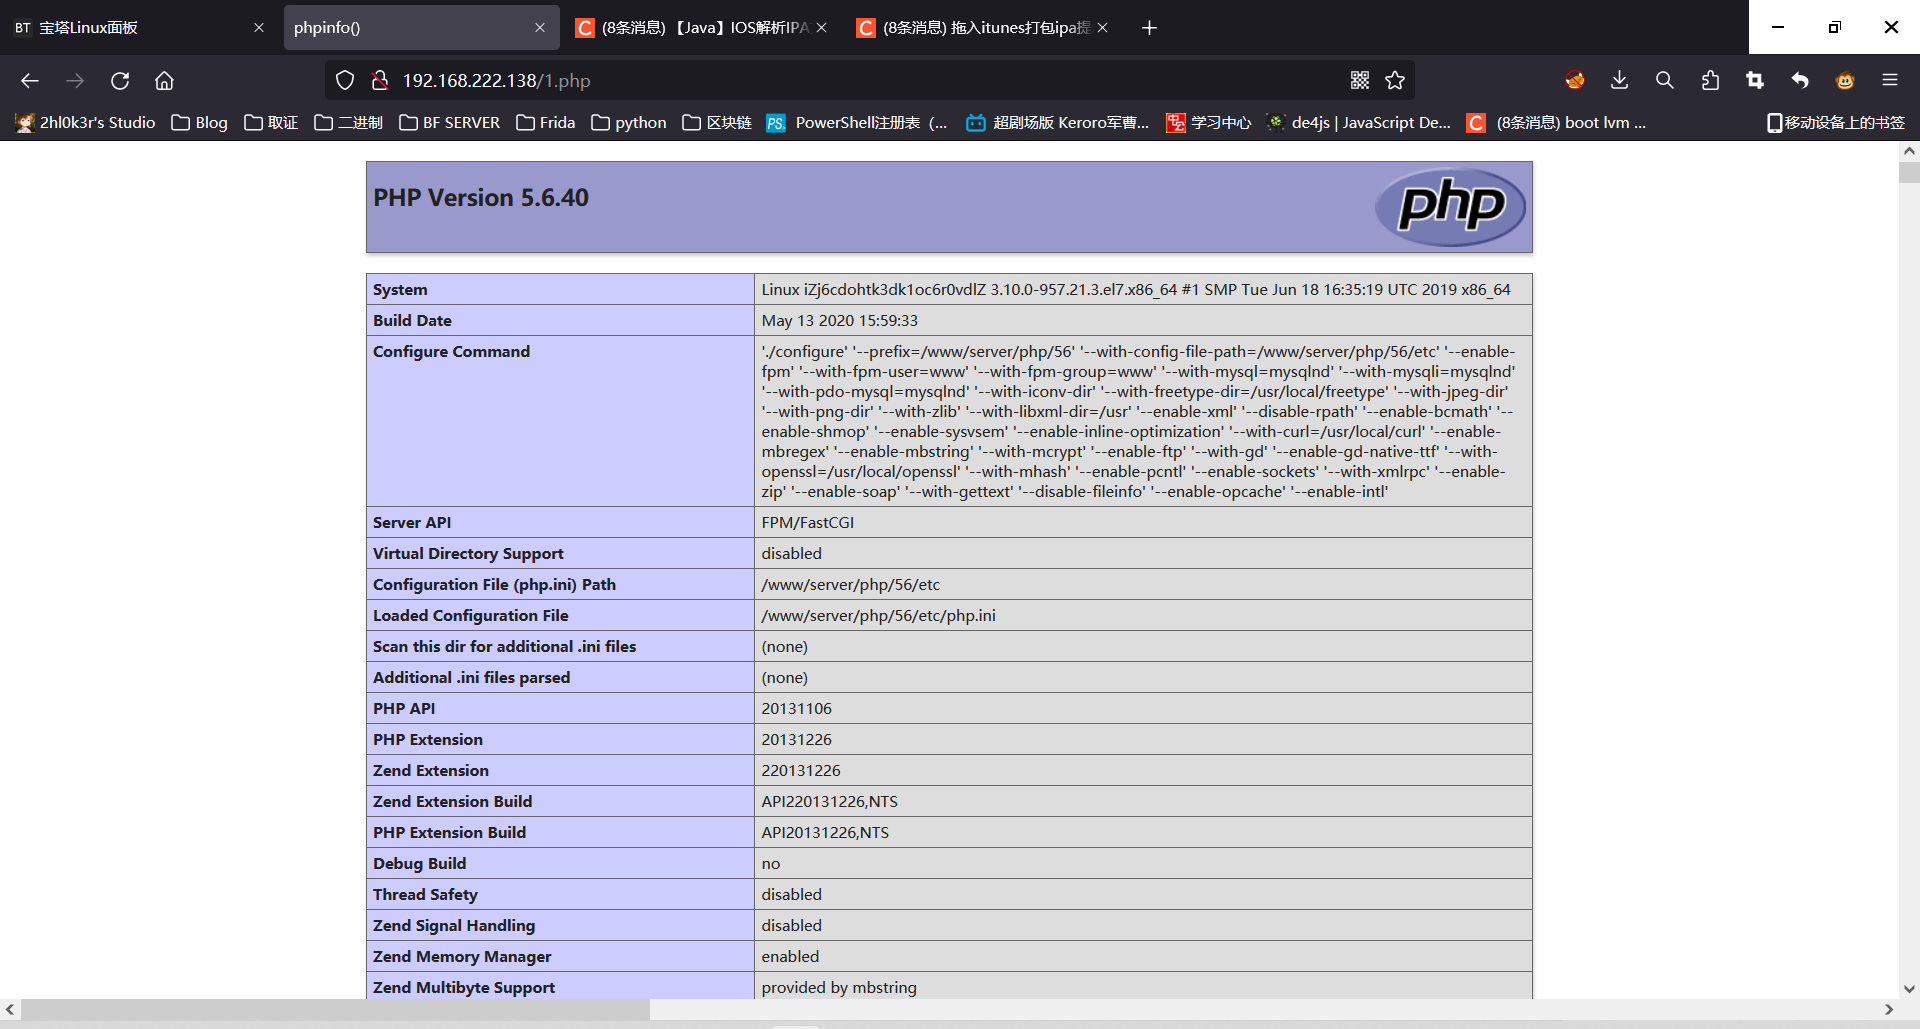 BT 宝塔Linux面板
phpinfo()
C (8条消息) 【Java】IOS解析IPA
C (8条消息) 拖入itunes打包ipa提
192.168.222.138/1.php
2hl0k3r's Studio
Blog
取证
二进制
BF SERVER
Frida
python
区块链
PS. PowerShell注册表（...
超剧场版 Keroro军曹...
学习中心
de4js | JavaScript De...
C (8条消息) boot lvm ...
移动设备上的书签
PHP Version 5.6.40
php
System Linux iZj6cdohtk3dk1oc6r0vdlZ 3.10.0-957.21.3.el7.x86_64 #1 SMP Tue Jun 18 16:35:19 UTC 2019 x86_64
Build Date May 13 2020 15:59:33
Configure Command './configure' '--prefix=/www/server/php/56' '--with-config-file-path=/www/server/php/56/etc' '--enable-
fpm' '--with-fpm-user=www' '--with-fpm-group=www' '--with-mysql=mysqlnd' '--with-mysqli=mysqlnd'
'--with-pdo-mysql=mysqlnd' '--with-iconv-dir' '--with-freetype-dir=/usr/local/freetype' '--with-jpeg-dir'
'--with-png-dir' '--with-zlib' '--with-libxml-dir=/usr' '--enable-xml' '--disable-rpath' '--enable-bcmath' '--
enable-shmop' '--enable-sysvsem' '--enable-inline-optimization' '--with-curl=/usr/local/curl' '--enable-
mbregex' '--enable-mbstring' '--with-mcrypt' '--enable-ftp' '--with-gd' '--enable-gd-native-ttf' '--with-
openssl=/usr/local/openssl' '--with-mhash' '--enable-pcntl' '--enable-sockets' '--with-xmlrpc' '--enable-
zip' '--enable-soap' '--with-gettext' '--disable-fileinfo' '--enable-opcache' '--enable-intl'
Server API FPM/FastCGI
Virtual Directory Support disabled
Configuration File (php.ini) Path /www/server/php/56/etc
Loaded Configuration File /www/server/php/56/etc/php.ini
Scan this dir for additional .ini files (none)
Additional .ini files parsed (none)
PHP API 20131106
PHP Extension 20131226
Zend Extension 220131226
Zend Extension Build API220131226,NTS
PHP Extension Build API20131226,NTS
Debug Build no
Thread Safety disabled
Zend Signal Handling disabled
Zend Memory Manager enabled
Zend Multibyte Support provided by mbstring